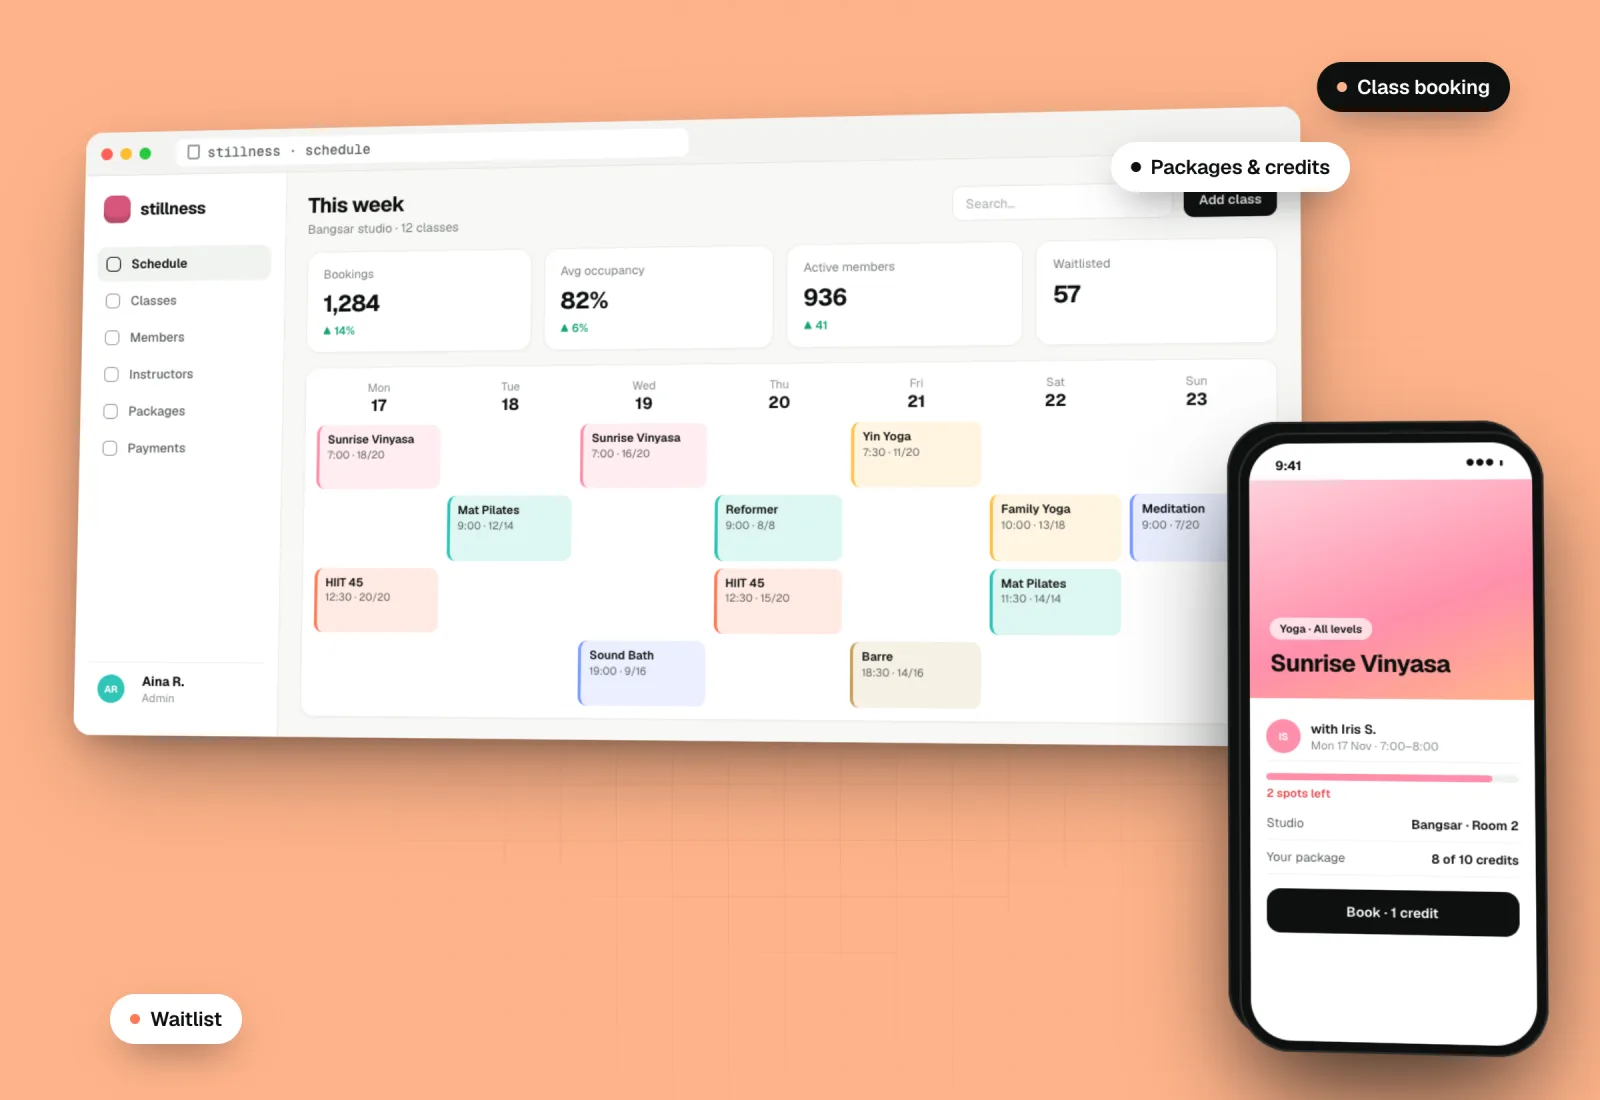 Class booking
Packages & credits
stillness · schedule
stillness
Schedule
Classes
Members
Instructors
Packages
Payments
AR
Aina R.
Admin
This week
Bangsar studio · 12 classes
Search...
Add class
Bookings
1,284
▲ 14%
Avg occupancy
82%
▲ 6%
Active members
936
▲ 41
Waitlisted
57
Mon
17
Tue
18
Wed
19
Thu
20
Fri
21
Sat
22
Sun
23
Sunrise Vinyasa
7:00 · 18/20
Sunrise Vinyasa
7:00 · 16/20
Yin Yoga
7:30 · 11/20
Mat Pilates
9:00 · 12/14
Reformer
9:00 · 8/8
Family Yoga
10:00 · 13/18
Meditation
9:00 · 7/20
HIIT 45
12:30 · 20/20
HIIT 45
12:30 · 15/20
Mat Pilates
11:30 · 14/14
Sound Bath
19:00 · 9/16
Barre
18:30 · 14/16
9:41
Yoga · All levels
Sunrise Vinyasa
IS
with Iris S.
Mon 17 Nov · 7:00–8:00
2 spots left
Studio
Bangsar · Room 2
Your package
8 of 10 credits
Book · 1 credit
Waitlist